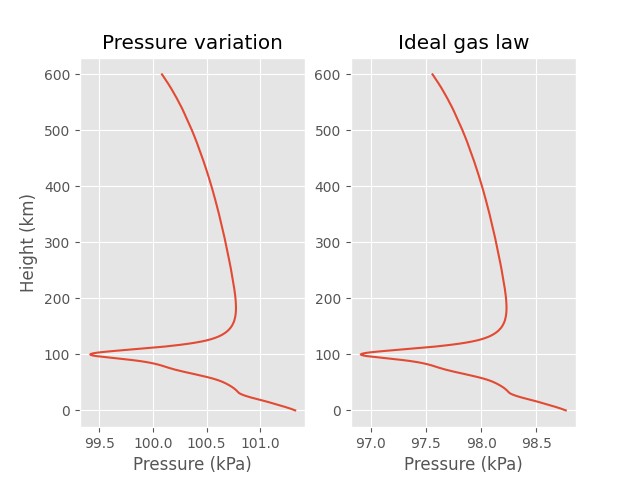 Pressure variation
Ideal gas law
Height (km)
600
500
400
300
200
100
0
99.5 100.0 100.5 101.0
Pressure (kPa)
600
500
400
300
200
100
0
97.0 97.5 98.0 98.5
Pressure (kPa)